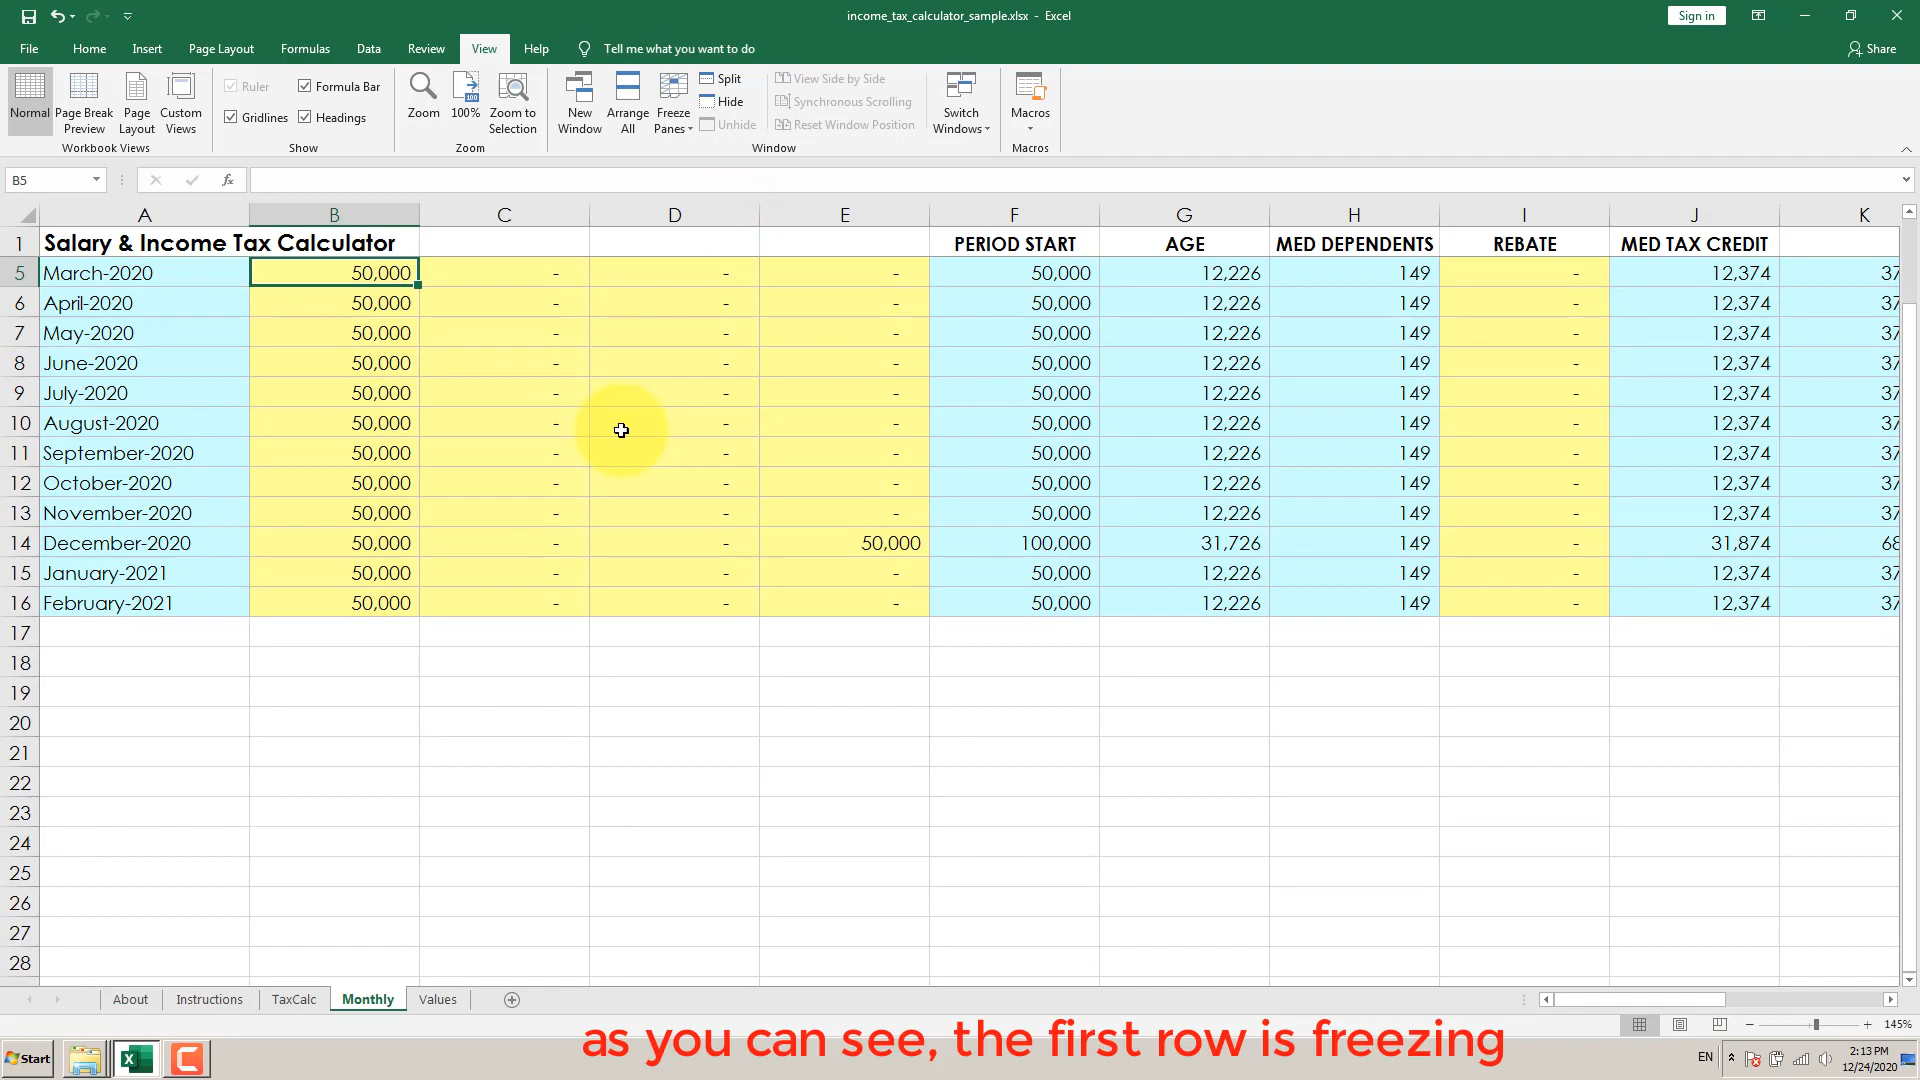 income_tax_calculator_sample.xlsx - Excel
Sign in
File Home Insert Page Layout Formulas Data Review View Help Tell me what you want to do
Share
Normal Page Break Preview Page Layout Custom Views
Workbook Views
Ruler Formula Bar
Gridlines Headings
Show
Zoom 100% Zoom to Selection
Zoom
New Window Arrange All Freeze Panes
Split
Hide
Unhide
View Side by Side
Synchronous Scrolling
Reset Window Position
Window
Switch Windows
Macros
Macros
B5 fx
A B C D E F G H I J K
1 Salary & Income Tax Calculator PERIOD START AGE MED DEPENDENTS REBATE MED TAX CREDIT
5 March-2020 50,000 - - - 50,000 12,226 149 - 12,374 37
6 April-2020 50,000 - - - 50,000 12,226 149 - 12,374 37
7 May-2020 50,000 - - - 50,000 12,226 149 - 12,374 37
8 June-2020 50,000 - - - 50,000 12,226 149 - 12,374 37
9 July-2020 50,000 - - - 50,000 12,226 149 - 12,374 37
10 August-2020 50,000 - - - 50,000 12,226 149 - 12,374 37
11 September-2020 50,000 - - - 50,000 12,226 149 - 12,374 37
12 October-2020 50,000 - - - 50,000 12,226 149 - 12,374 37
13 November-2020 50,000 - - - 50,000 12,226 149 - 12,374 37
14 December-2020 50,000 - - 50,000 100,000 31,726 149 - 31,874 68
15 January-2021 50,000 - - - 50,000 12,226 149 - 12,374 37
16 February-2021 50,000 - - - 50,000 12,226 149 - 12,374 37
17
18
19
20
21
22
23
24
25
26
27
28
About Instructions TaxCalc Monthly Values
145%
as you can see, the first row is freezing
Start
EN
2:13 PM
12/24/2020